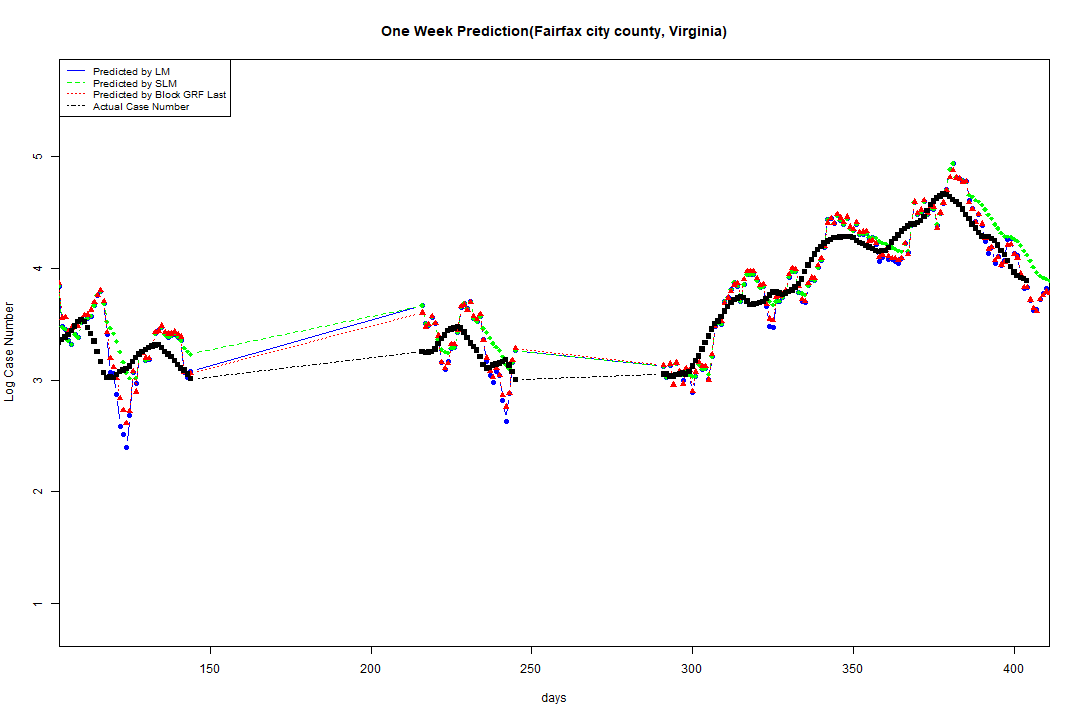 One Week Prediction(Fairfax city county, Virginia)
Predicted by LM
Predicted by SLM
Predicted by Block GRF Last
Actual Case Number
5
4
3
2
1
Log Case Number
150 200 250 300 350 400
days